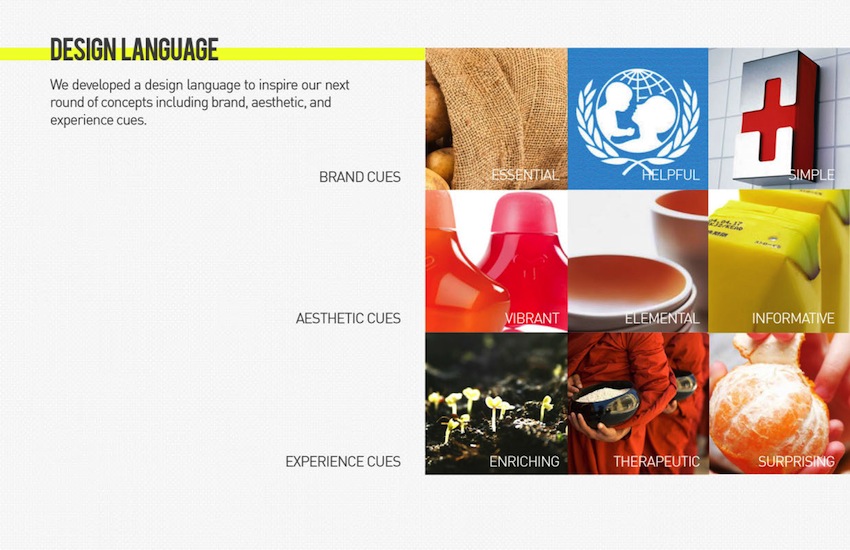 DESIGN LANGUAGE
We developed a design language to inspire our next
round of concepts including brand, aesthetic, and
experience cues.
BRAND CUES
ESSENTIAL
HELPFUL
SIMPLE
AESTHETIC CUES
VIBRANT
ELEMENTAL
INFORMATIVE
EXPERIENCE CUES
ENRICHING
THERAPEUTIC
SURPRISING